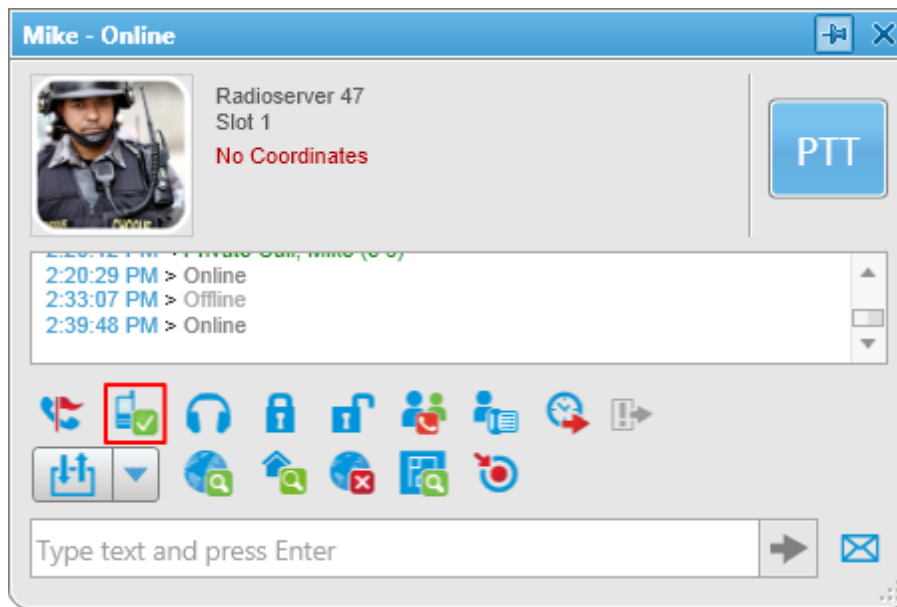 Mike - Online
Radioserver 47
Slot 1
No Coordinates
PTT
2:20:29 PM > Online
2:33:07 PM > Offline
2:39:48 PM > Online
Type text and press Enter